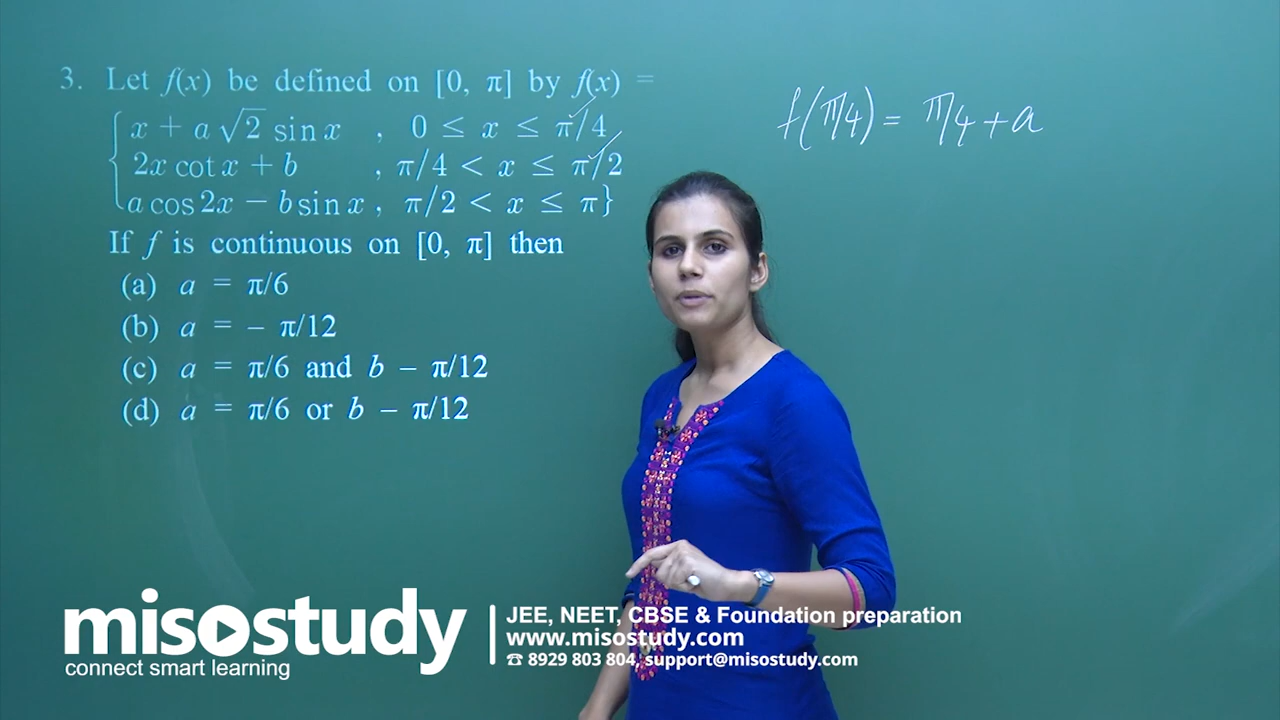 3. Let f(x) be defined on [0, π] by f(x) =
{ x + a √2 sin x , 0 ≤ x ≤ π/4
2x cot x + b , π/4 < x ≤ π/2
a cos 2x – b sin x , π/2 < x ≤ π}
If f is continuous on [0, π] then
(a) a = π/6
(b) a = – π/12
(c) a = π/6 and b – π/12
(d) a = π/6 or b – π/12
f(π/4) = π/4 + a
misostudy
connect smart learning
JEE, NEET, CBSE & Foundation preparation
www.misostudy.com
☎ 8929 803 804, support@misostudy.com